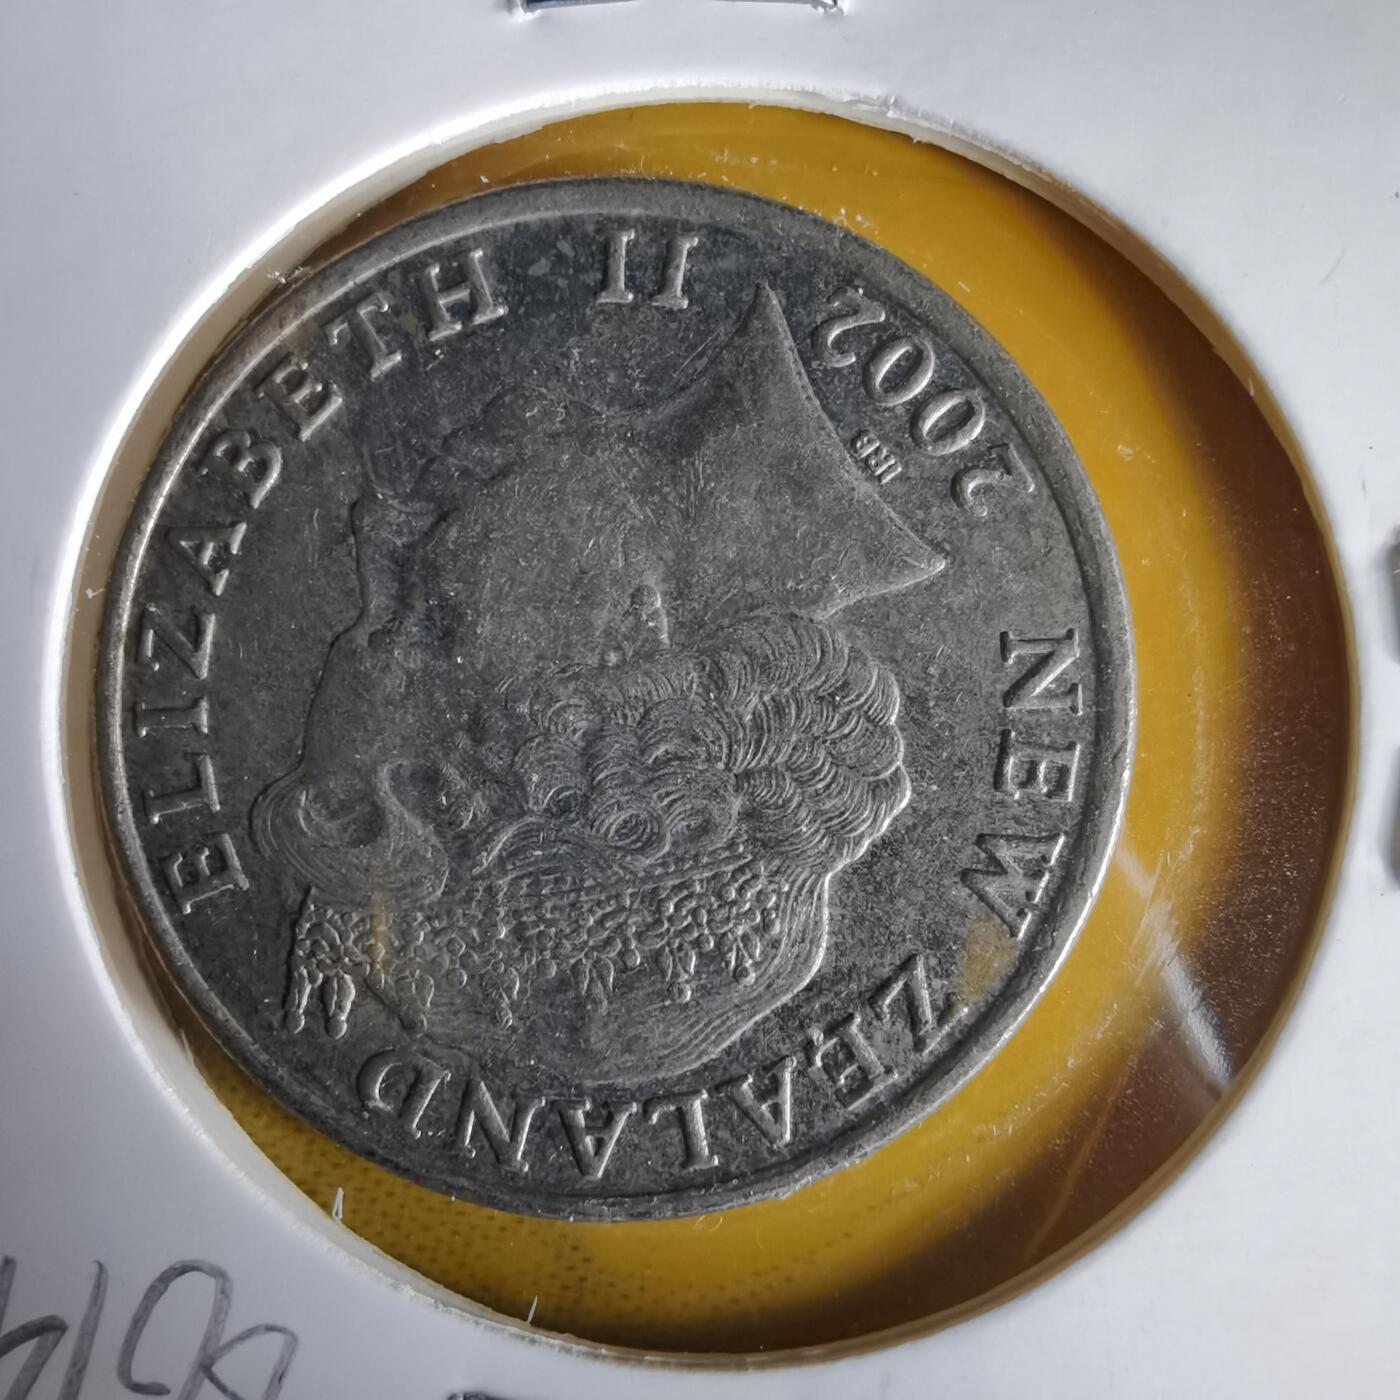 NEW ZEALAND
ELIZABETH II
2002
IRB